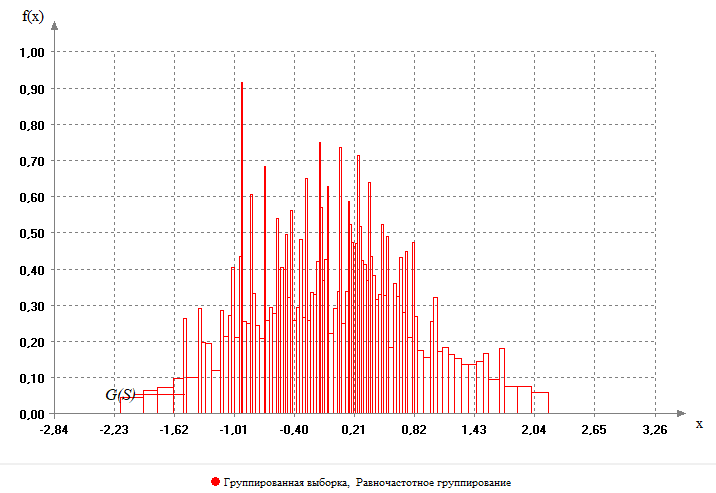 f(x)
1,00
0,90
0,80
0,70
0,60
0,50
0,40
0,30
0,20
0,10
G(S)
0,00
-2,84 -2,23 -1,62 -1,01 -0,40 0,21 0,82 1,43 2,04 2,65 3,26 x
Группированная выборка, Равночастотное группирование